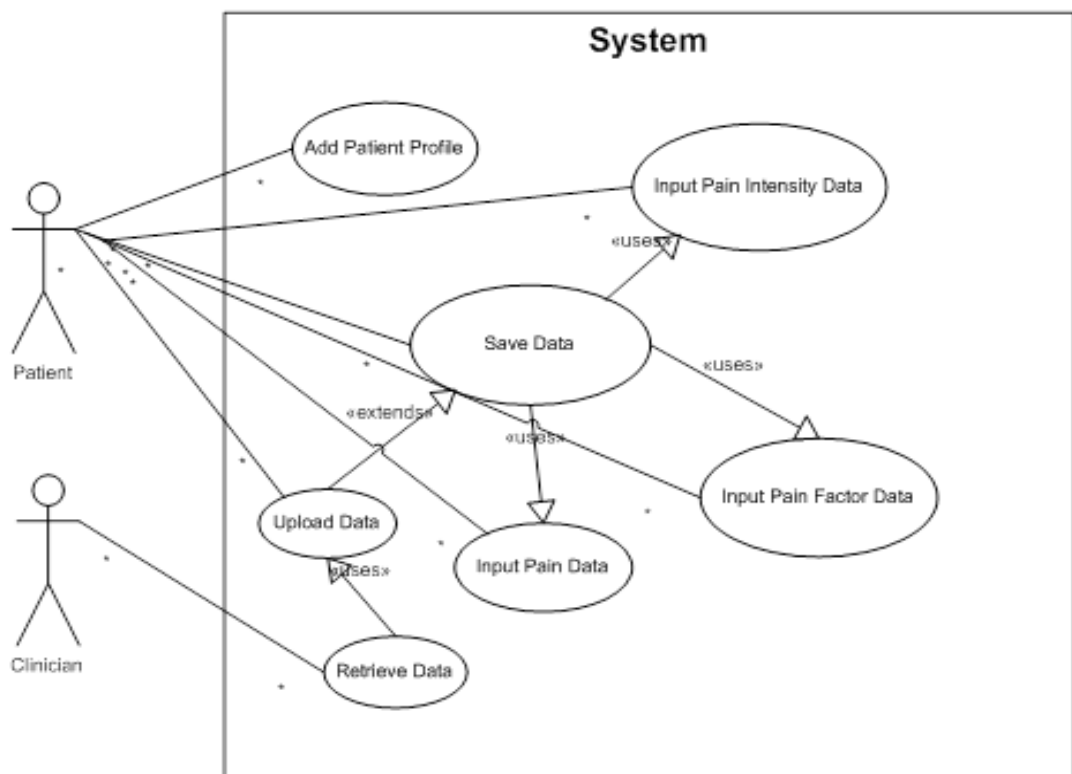 System
Add Patient Profile
Input Pain Intensity Data
*
*
«uses»
* * * * *
Save Data
Patient
*
«uses»
«extends»
«uses»
*
Input Pain Factor Data
*
Upload Data
*
Input Pain Data
*
«uses»
Clinician
Retrieve Data
*